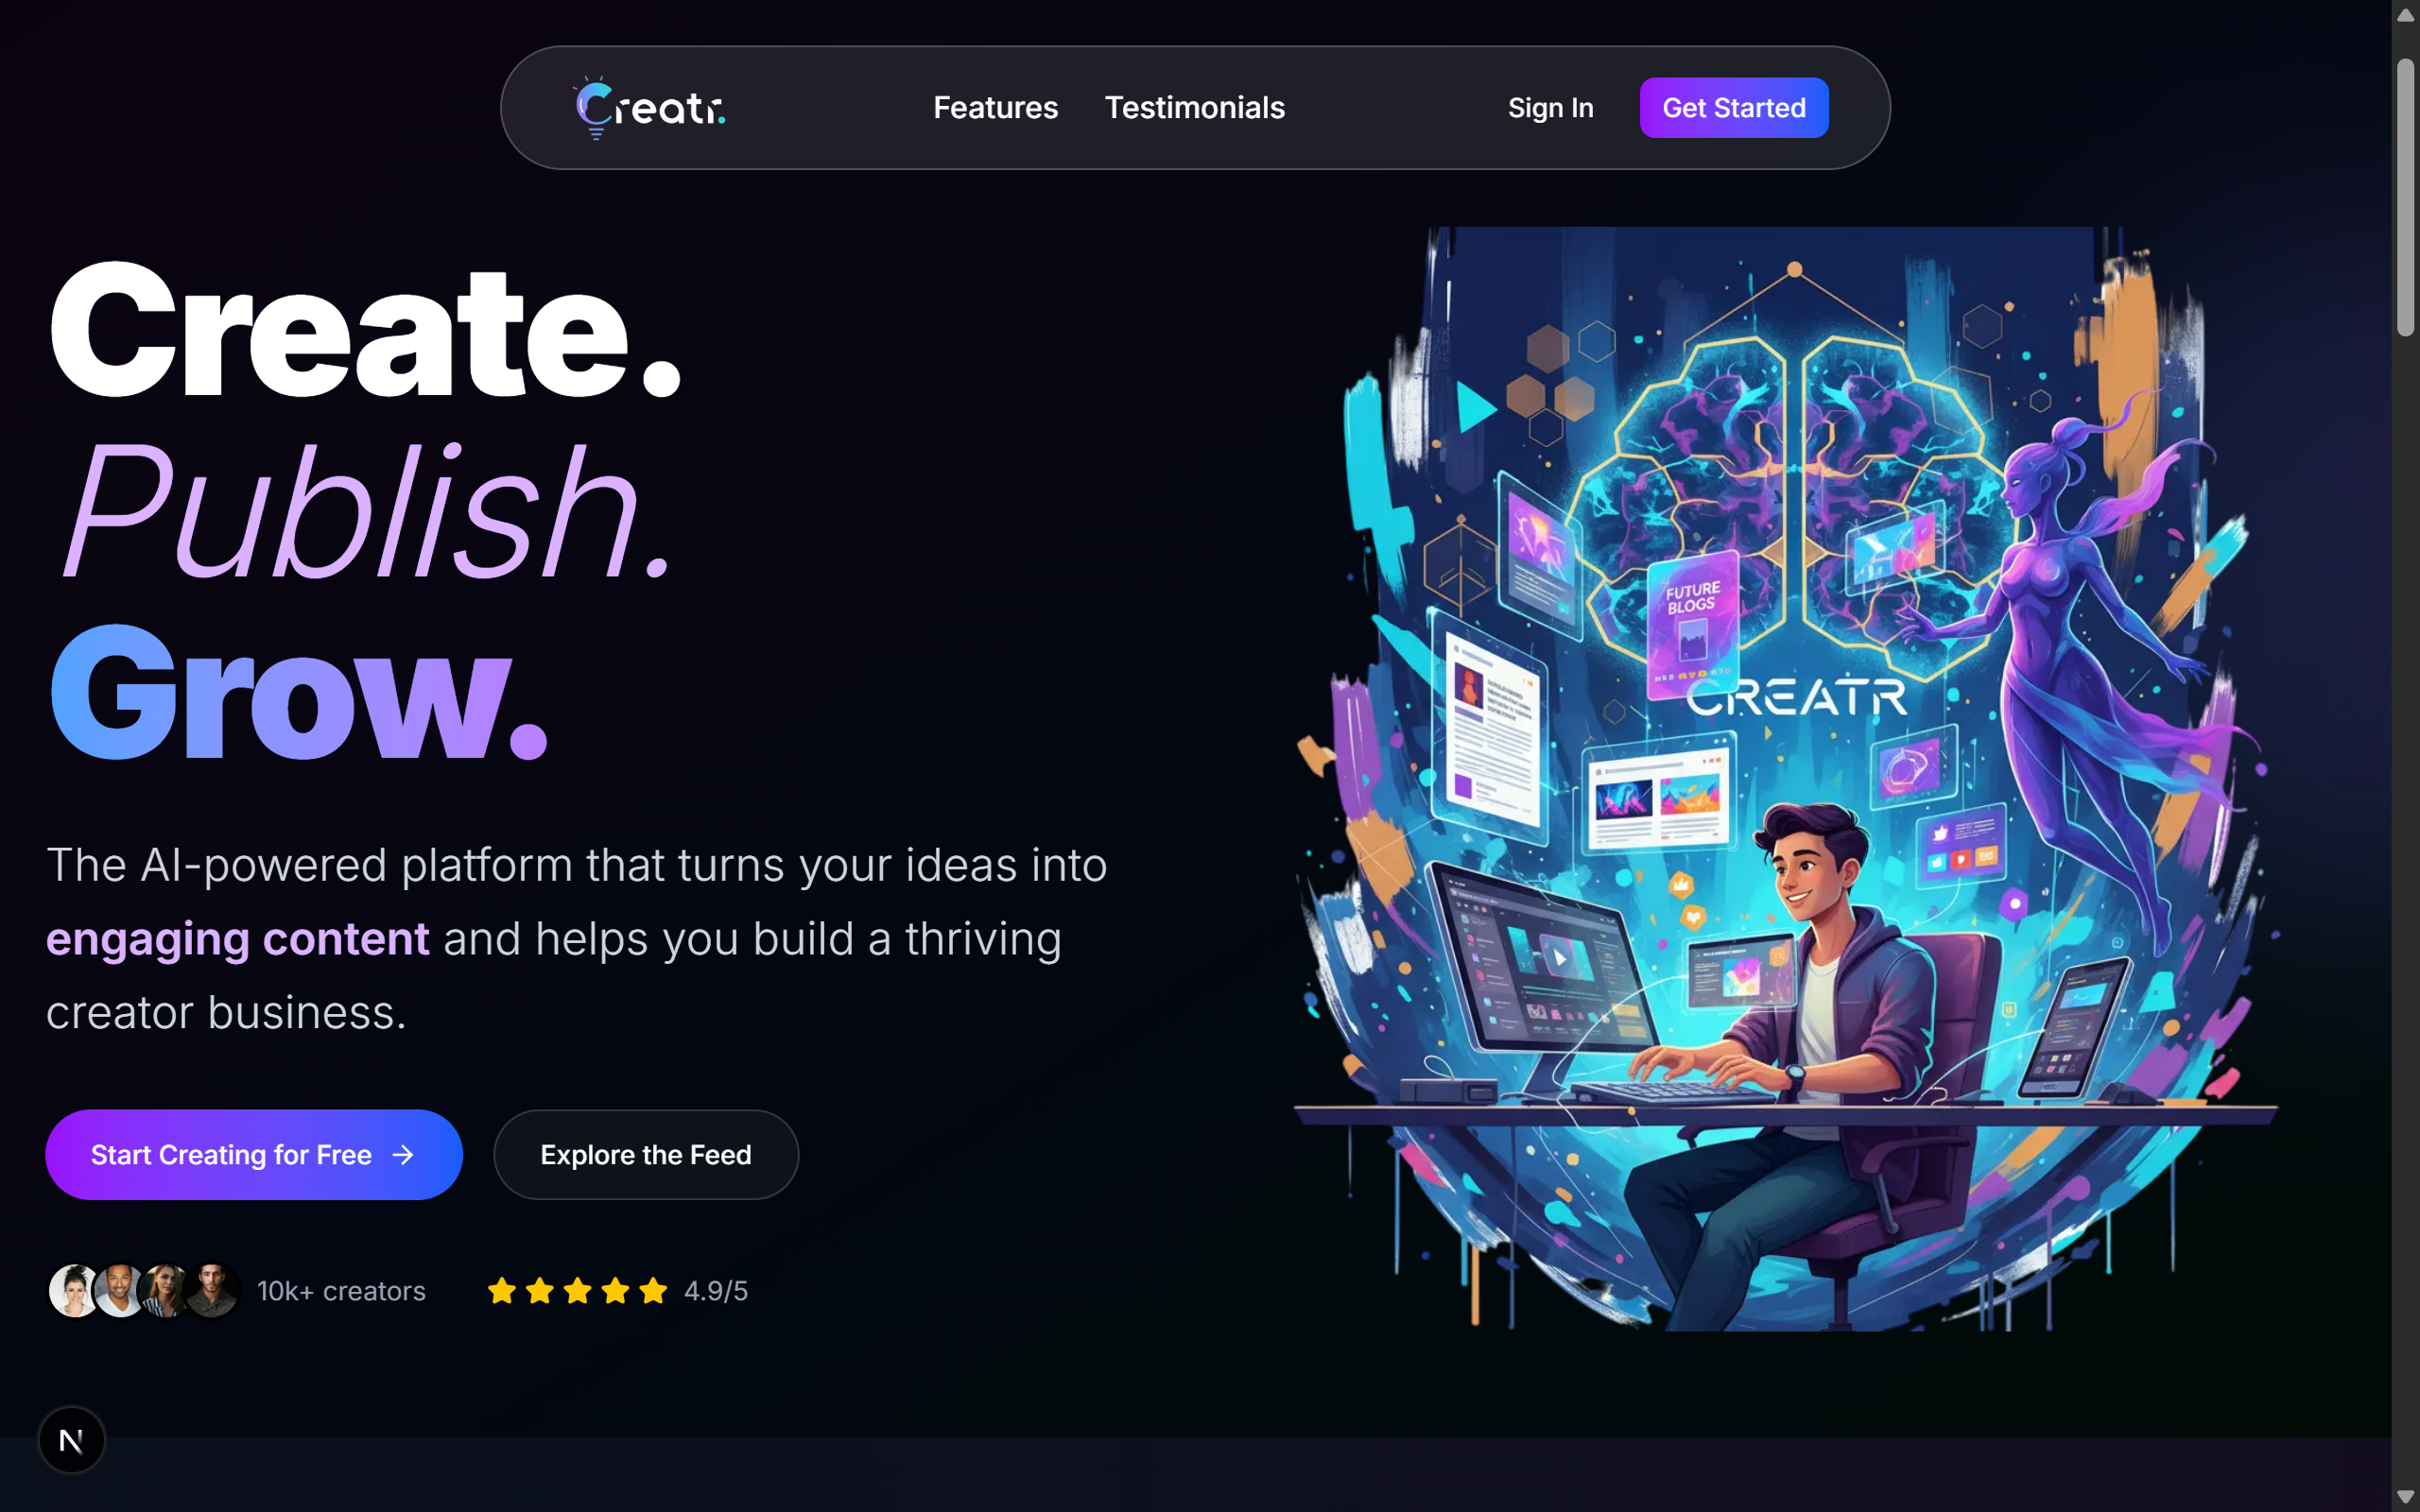 Creatr.
Features
Testimonials
Sign In
Get Started
Create.
Publish.
Grow.
The AI-powered platform that turns your ideas into
engaging content and helps you build a thriving
creator business.
Start Creating for Free
Explore the Feed
10k+ creators
4.9/5
FUTURE
BLOGS
CREATR
N